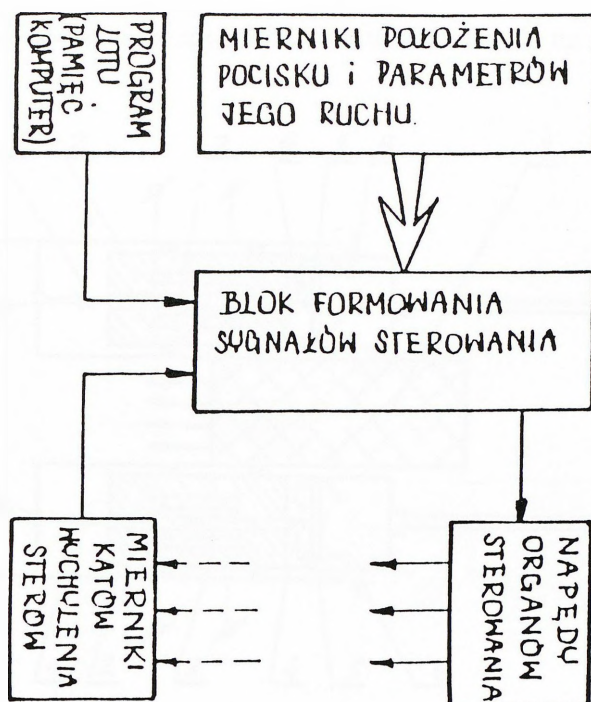 PROGRAM
LOTU
(PAMIĘĆ
i
KOMPUTER)
MIERNIKI POŁOŻENIA
POCISKU i PARAMETRÓW
JEGO RUCHU.
BLOK FORMOWANIA
SYGNAŁÓW STEROWANIA
MIERNIKI
KĄTÓW
WYCHYLENIA
STERÓW
NAPĘDY
ORGANÓW
STEROWANIA